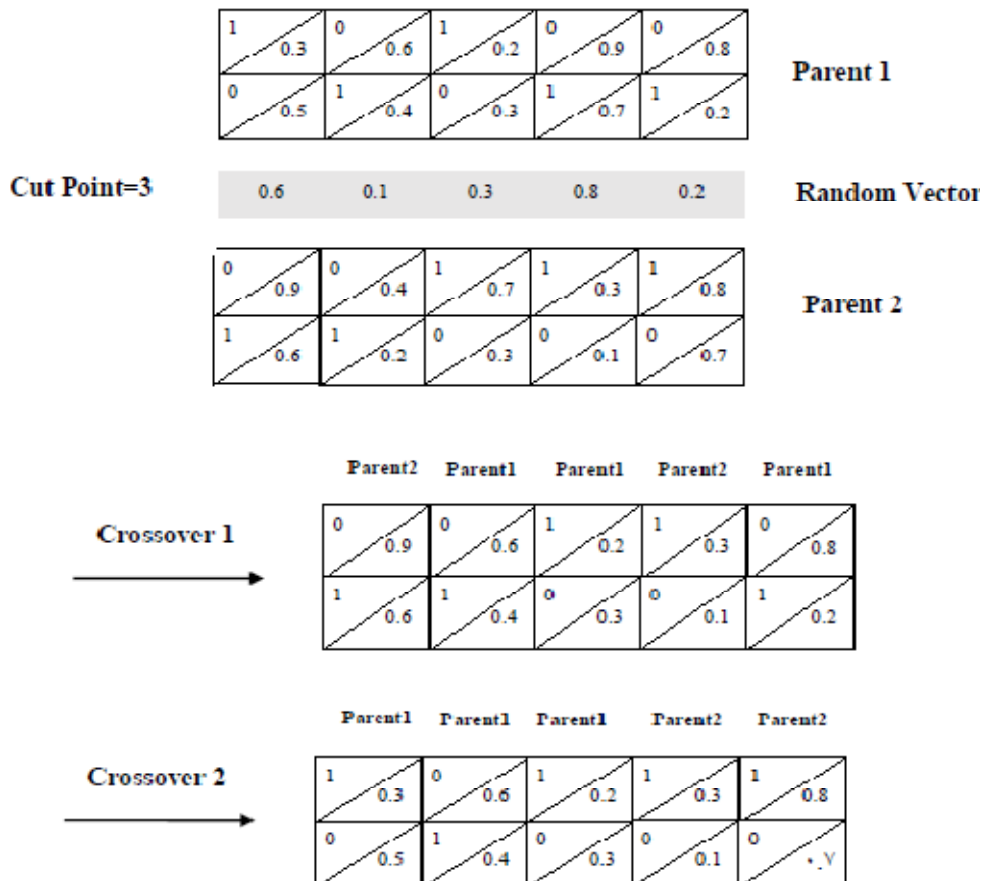 1 0 1 0 0
0.3 0.6 0.2 0.9 0.8
Parent 1
0 1 0 1 1
0.5 0.4 0.3 0.7 0.2
Cut Point=3
0.6 0.1 0.3 0.8 0.2
Random Vector
0 0 1 1 1
0.9 0.4 0.7 0.3 0.8
Parent 2
1 1 0 0 0
0.6 0.2 0.3 0.1 0.7
Parent2 Parent1 Parent1 Parent2 Parent1
Crossover 1
0 0 1 1 0
0.9 0.6 0.2 0.3 0.8
1 1 0 0 1
0.6 0.4 0.3 0.1 0.2
Parent1 Parent1 Parent1 Parent2 Parent2
Crossover 2
1 0 1 1 1
0.3 0.6 0.2 0.3 0.8
0 1 0 0 0
0.5 0.4 0.3 0.1 ۰.۷